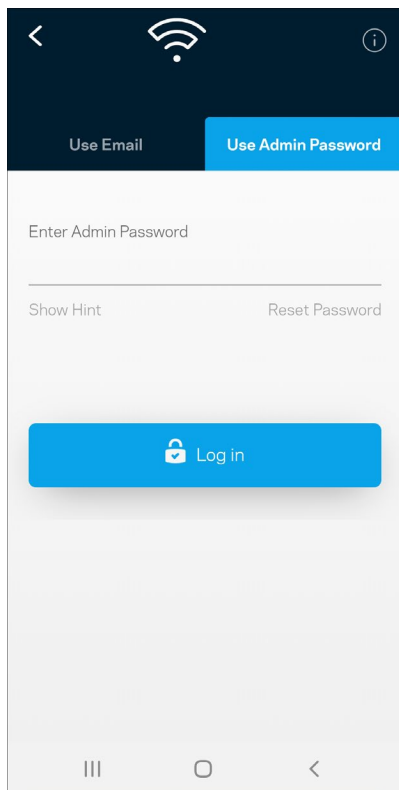 Use Email
Use Admin Password
Enter Admin Password
Show Hint
Reset Password
Log in